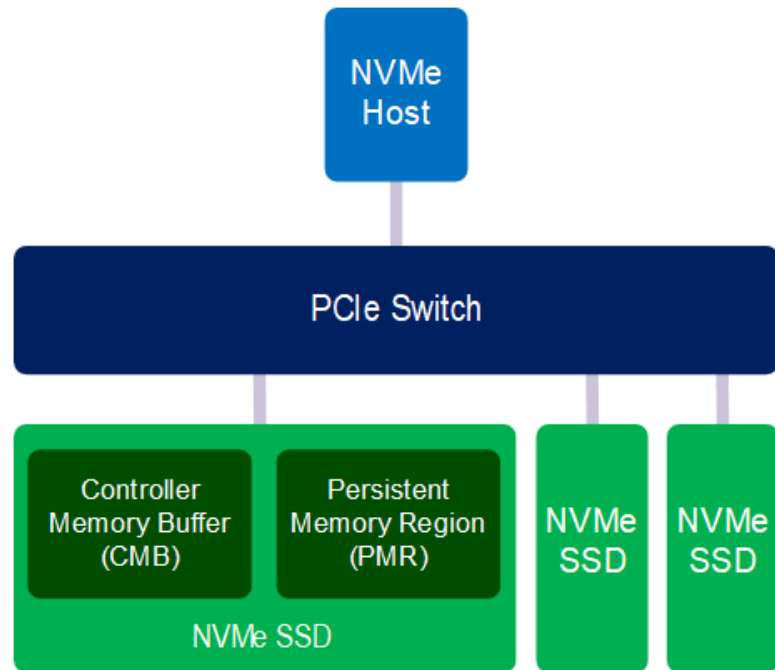 NVMe
Host
PCIe Switch
Controller
Memory Buffer
(CMB)
Persistent
Memory Region
(PMR)
NVMe SSD
NVMe
SSD
NVMe
SSD